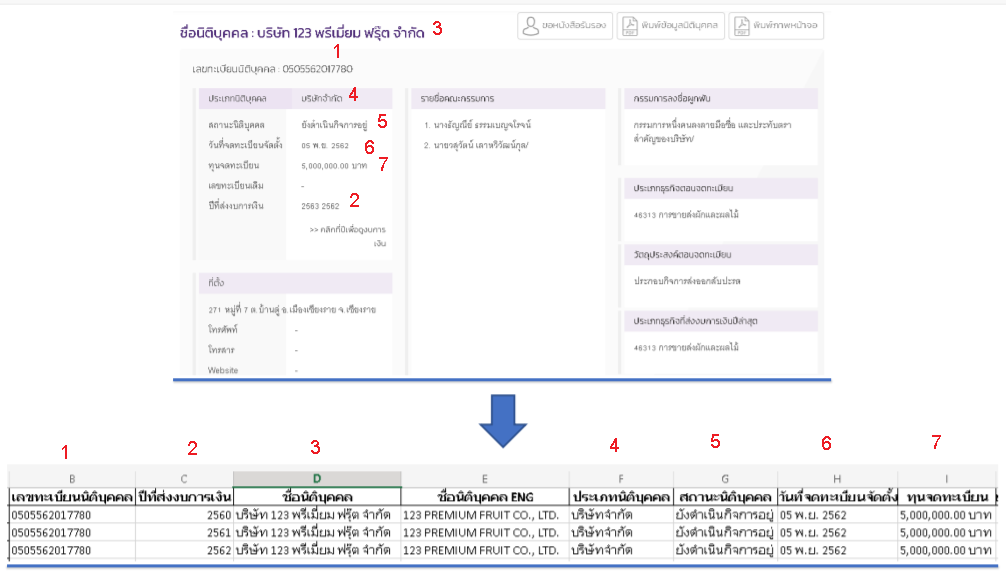 ชื่อนิติบุคคล : บริษัท 123 พรีเมี่ยม ฟรุ๊ต จำกัด 3
ขอหนังสือรับรอง
พิมพ์ข้อมูลนิติบุคคล
พิมพ์ภาพหน้าจอ
1
เลขทะเบียนนิติบุคคล : 0505562017780
ประเภทนิติบุคคล บริษัทจำกัด 4
สถานะนิติบุคคล ยังดำเนินกิจการอยู่ 5
วันที่จดทะเบียนจัดตั้ง 05 พ.ย. 2562 6
ทุนจดทะเบียน 5,000,000.00 บาท 7
เลขทะเบียนเดิม -
ปีที่ส่งงบการเงิน 2563 2562 2
>> คลิกที่ปีเพื่อดูงบการ
เงิน
ที่ตั้ง
271 หมู่ที่ 7 ต.บ้านดู่ อ.เมืองเชียงราย จ.เชียงราย
โทรศัพท์ -
โทรสาร -
Website -
รายชื่อคณะกรรมการ
1. นางธัญณีย์ ธรรมเบญจโรจน์
2. นายวสุวัตน์
กรรมการลงชื่อผูกพัน
กรรมการหนึ่งคนลงลายมือชื่อ และประทับตรา
สำคัญของบริษัท/
ประเภทธุรกิจตอนจดทะเบียน
46313 การขายส่งผักและผลไม้
วัตถุประสงค์ตอนจดทะเบียน
ประกอบกิจการส่งออกสับปะรด
ประเภทธุรกิจที่ส่งงบการเงินปีล่าสุด
46313 การขายส่งผักและผลไม้
1 2 3 4 5 6 7
B C D E F G H I
เลขทะเบียนนิติบุคคล ปีที่ส่งงบการเงิน ชื่อนิติบุคคล ชื่อนิติบุคคล ENG ประเภทนิติบุคคล สถานะนิติบุคคล วันที่จดทะเบียนจัดตั้ง ทุนจดทะเบียน
0505562017780 2560 บริษัท 123 พรีเมี่ยม ฟรุ๊ต จำกัด 123 PREMIUM FRUIT CO., LTD. บริษัทจำกัด ยังดำเนินกิจการอยู่ 05 พ.ย. 2562 5,000,000.00 บาท
0505562017780 2561 บริษัท 123 พรีเมี่ยม ฟรุ๊ต จำกัด 123 PREMIUM FRUIT CO., LTD. บริษัทจำกัด ยังดำเนินกิจการอยู่ 05 พ.ย. 2562 5,000,000.00 บาท
0505562017780 2562 บริษัท 123 พรีเมี่ยม ฟรุ๊ต จำกัด 123 PREMIUM FRUIT CO., LTD. บริษัทจำกัด ยังดำเนินกิจการอยู่ 05 พ.ย. 2562 5,000,000.00 บาท